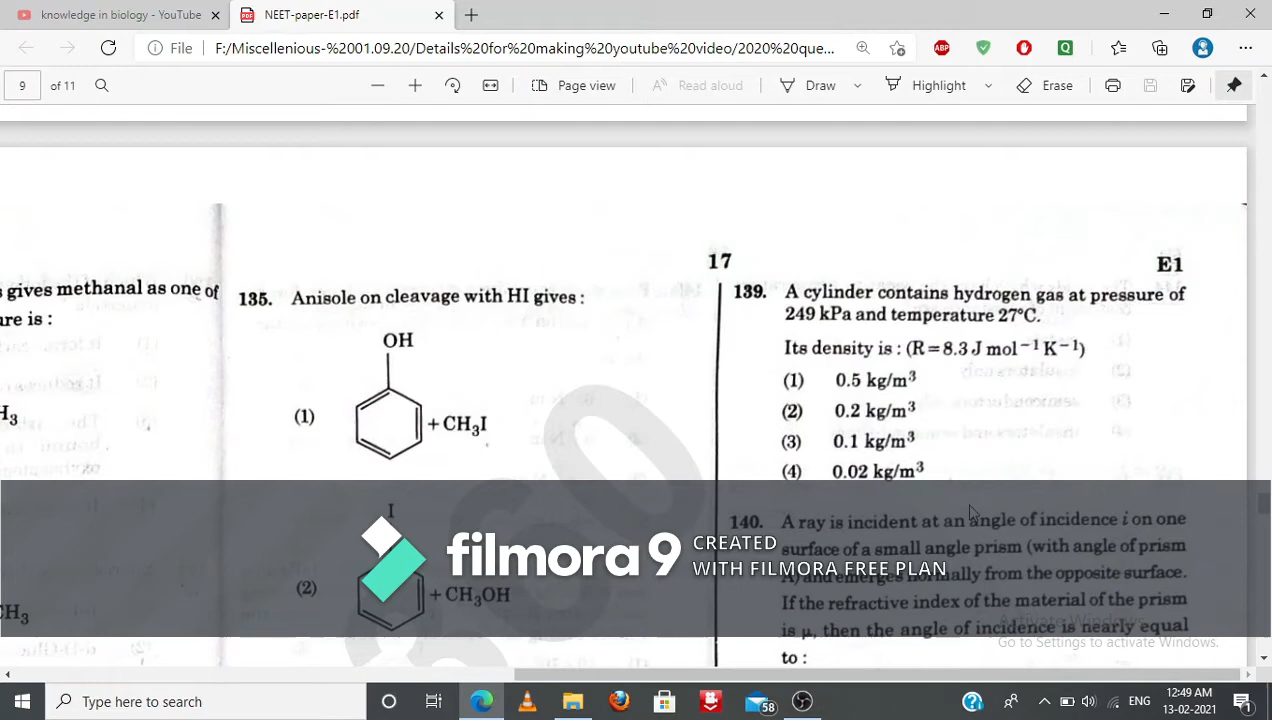 knowledge in biology - YouTube
NEET-paper-E1.pdf
File
F:/Miscellenious-%2001.09.20/Details%20for%20making%20youtube%20video/2020%20que...
ABP
Q
9 of 11
Page view
Read aloud
Draw
Highlight
Erase
17
E1
s gives methanal as one of
ure is :
H3
CH3
135. Anisole on cleavage with HI gives :
OH
(1)
+ CH3I
I
(2)
+ CH3OH
139. A cylinder contains hydrogen gas at pressure of
249 kPa and temperature 27°C.
Its density is : (R = 8.3 J mol−1 K−1)
(1) 0.5 kg/m3
(2) 0.2 kg/m3
(3) 0.1 kg/m3
(4) 0.02 kg/m3
140. A ray is incident at an angle of incidence i on one
surface of a small angle prism (with angle of prism
A) and emerges normally from the opposite surface.
If the refractive index of the material of the prism
is μ, then the angle of incidence is nearly equal
to :
360
filmora 9
CREATED
WITH FILMORA FREE PLAN
Activate Windows
Go to Settings to activate Windows.
Type here to search
58
ENG
12:49 AM
13-02-2021
1